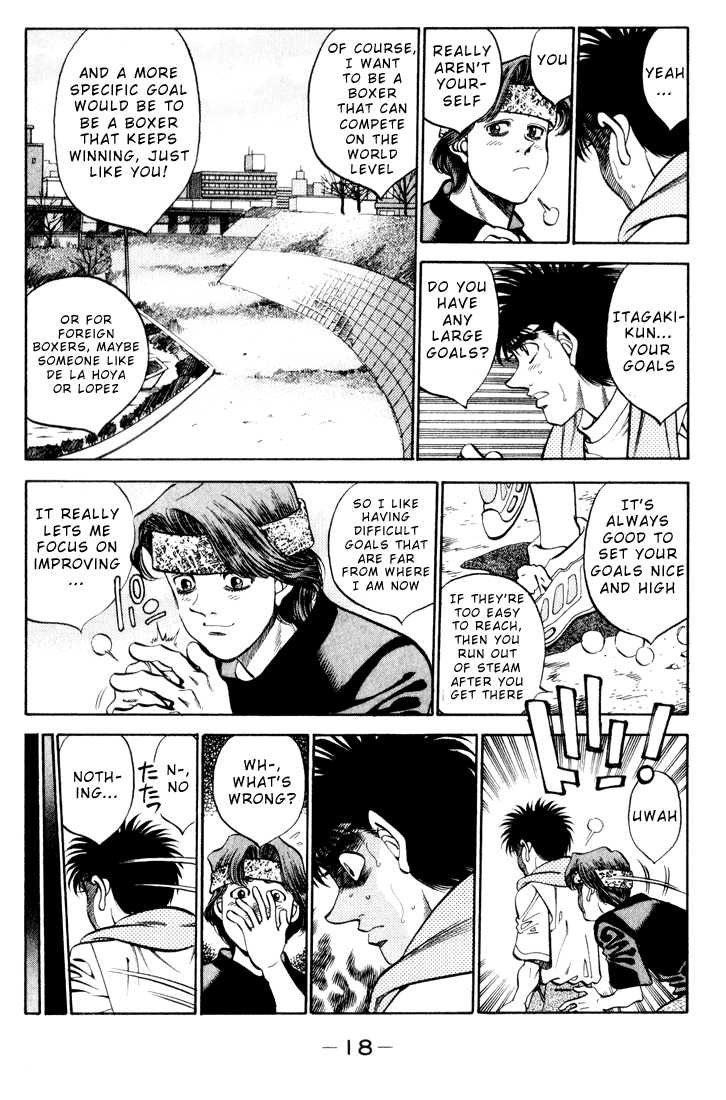 YEAH
...
YOU
REALLY
AREN'T
YOUR-
SELF
ITAGAKI-
KUN...
YOUR
GOALS
DO YOU
HAVE
ANY
LARGE
GOALS?
OF COURSE,
I WANT
TO BE A
BOXER
THAT CAN
COMPETE
ON THE
WORLD
LEVEL
AND A MORE
SPECIFIC GOAL
WOULD BE TO
BE A BOXER
THAT KEEPS
WINNING, JUST
LIKE YOU!
OR FOR
FOREIGN
BOXERS, MAYBE
SOMEONE LIKE
DE LA HOYA
OR LOPEZ
IT'S
ALWAYS
GOOD TO
SET YOUR
GOALS NICE
AND HIGH
IF THEY'RE
TOO EASY
TO REACH,
THEN YOU
RUN OUT
OF STEAM
AFTER YOU
GET THERE
SO I LIKE
HAVING
DIFFICULT
GOALS THAT
ARE FAR
FROM WHERE
I AM NOW
IT REALLY
LETS ME
FOCUS ON
IMPROVING
...
UWAH
WH-,
WHAT'S
WRONG?
N-,
NO
たたっ
NOTH-
ING...
—18—